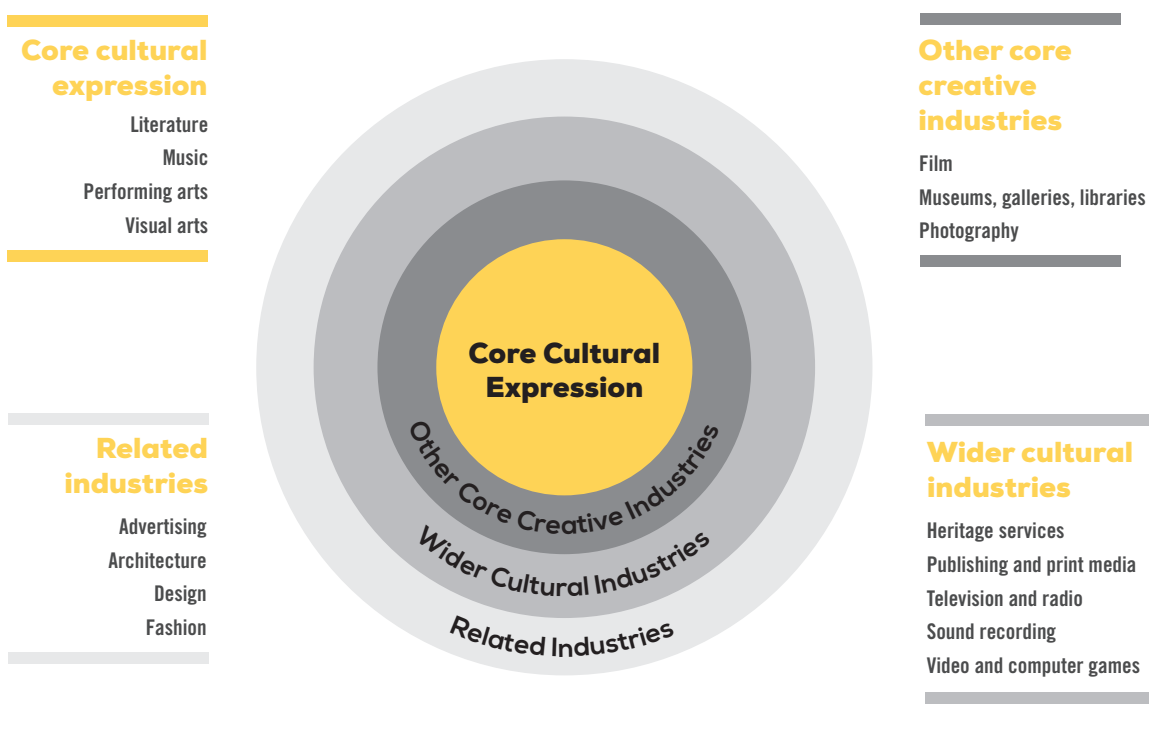 Core cultural
expression
Literature
Music
Performing arts
Visual arts
Other core
creative
industries
Film
Museums, galleries, libraries
Photography
Core Cultural
Expression
Other Core Creative Industries
Wider Cultural Industries
Related Industries
Related
industries
Advertising
Architecture
Design
Fashion
Wider cultural
industries
Heritage services
Publishing and print media
Television and radio
Sound recording
Video and computer games